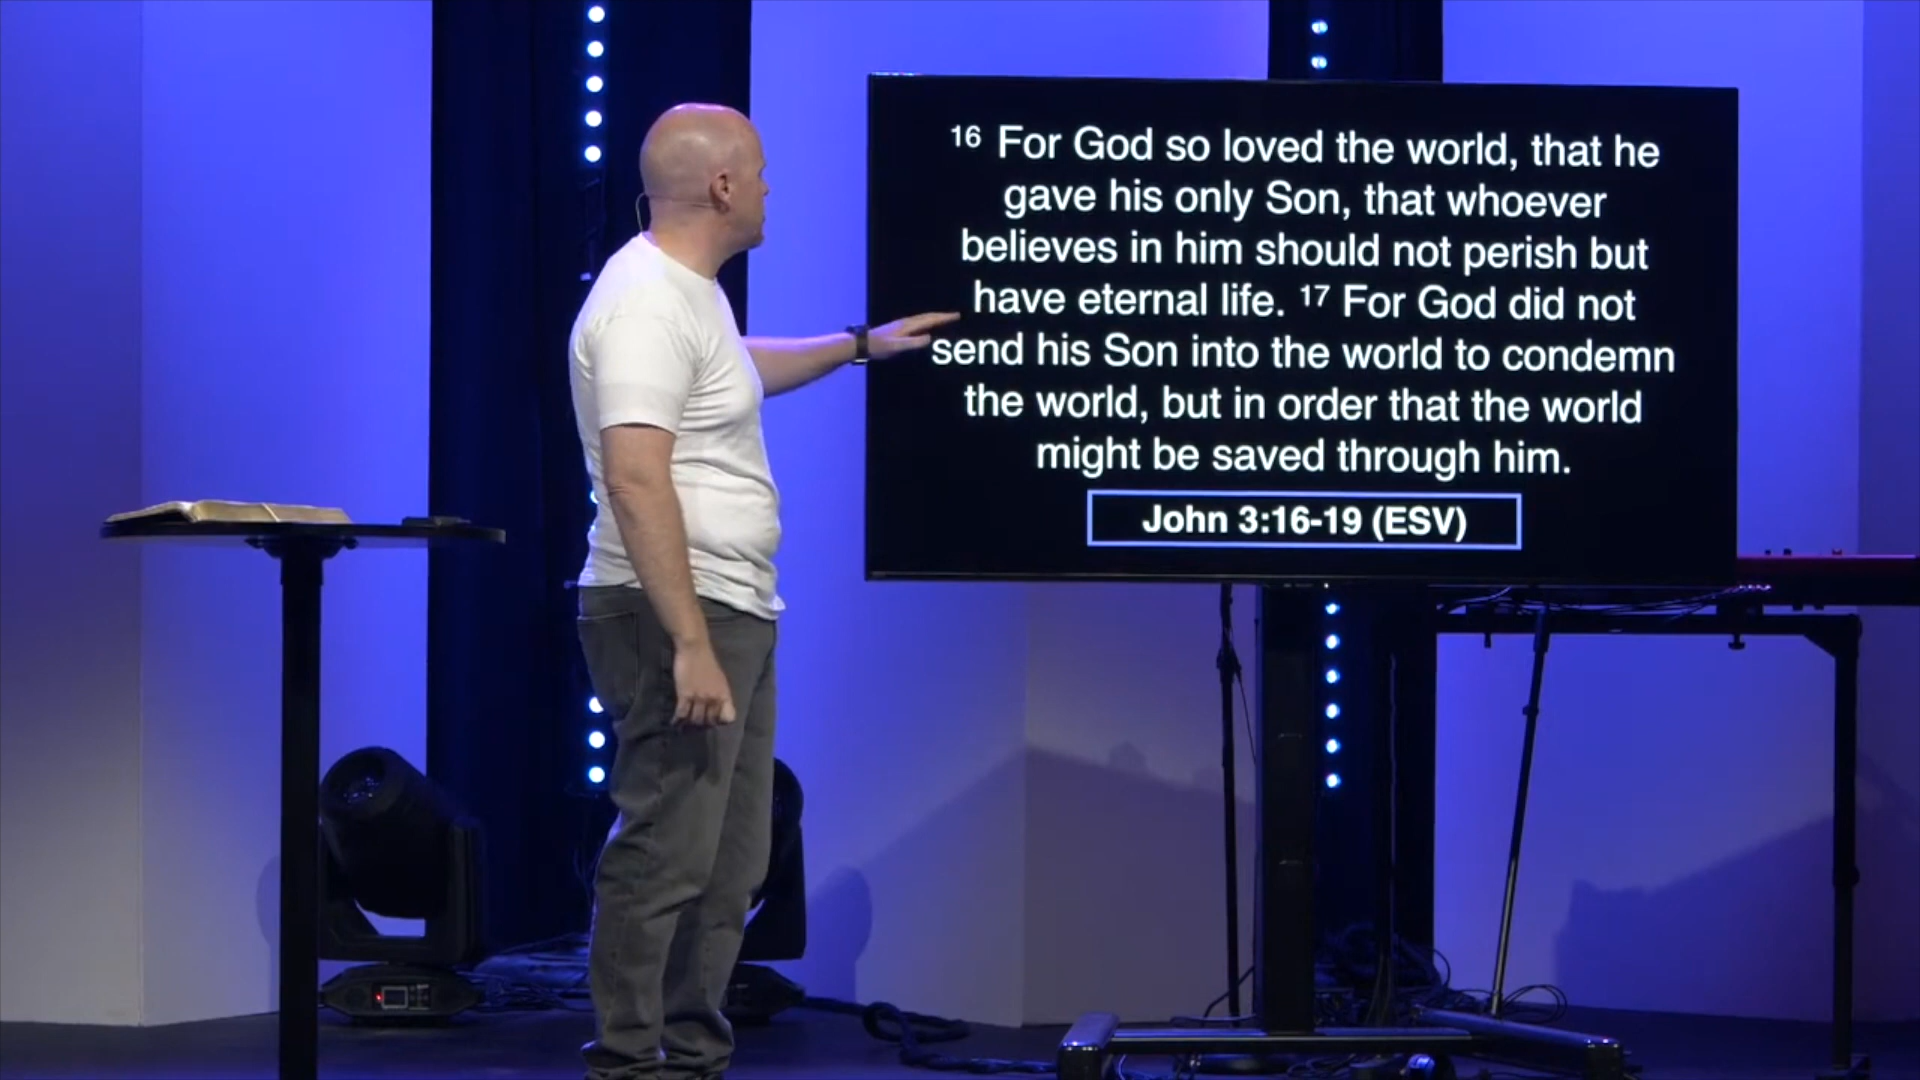 16 For God so loved the world, that he
gave his only Son, that whoever
believes in him should not perish but
have eternal life. 17 For God did not
send his Son into the world to condemn
the world, but in order that the world
might be saved through him.
John 3:16-19 (ESV)